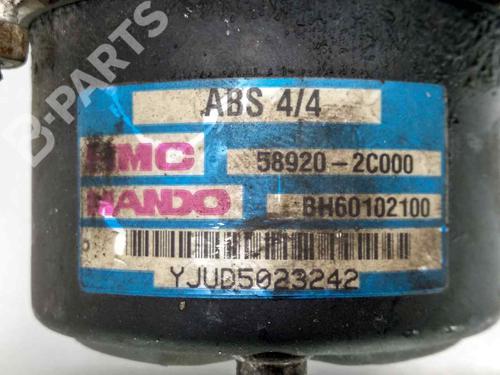 B-PARTS
ABS 4/4
HMC 58920-2C000
MANDO BH60102100
YJUD5023242